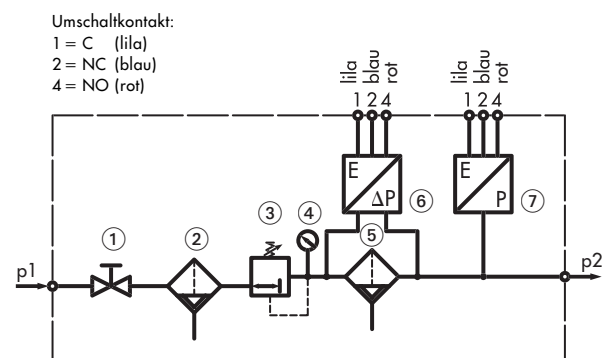 Umschaltkontakt:
1 = C (lila)
2 = NC (blau)
4 = NO (rot)
lila blau rot
1 2 4
lila blau rot
1 2 4
E
ΔP
6
E
P
7
1
2
3
4
5
p1
p2